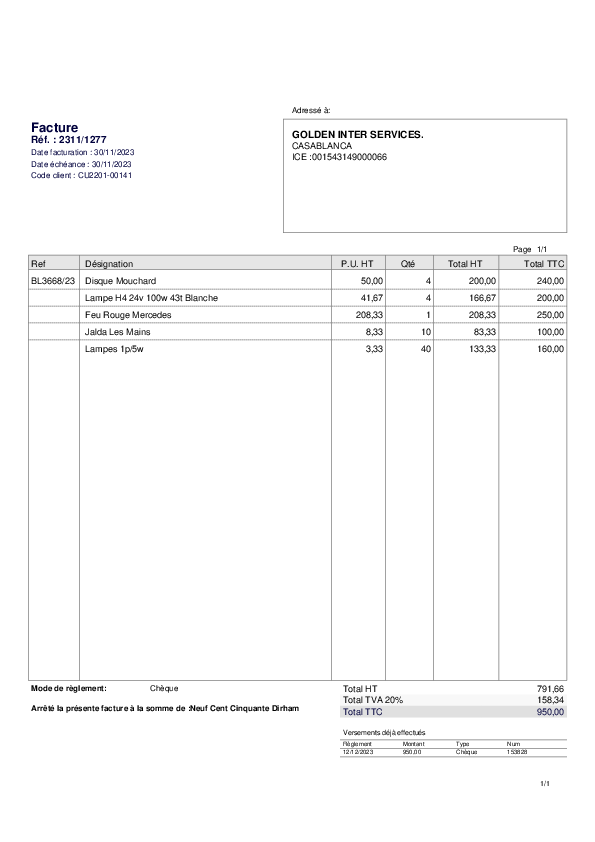 Adressé à:
Facture
Réf. : 2311/1277
Date facturation : 30/11/2023
Date échéance : 30/11/2023
Code client : CU2201-00141
GOLDEN INTER SERVICES.
CASABLANCA
ICE :001543149000066
Page 1/1
Ref Désignation P.U. HT Qté Total HT Total TTC
BL3668/23 Disque Mouchard 50,00 4 200,00 240,00
Lampe H4 24v 100w 43t Blanche 41,67 4 166,67 200,00
Feu Rouge Mercedes 208,33 1 208,33 250,00
Jalda Les Mains 8,33 10 83,33 100,00
Lampes 1p/5w 3,33 40 133,33 160,00
Mode de règlement: Chèque
Arrêté la présente facture à la somme de :Neuf Cent Cinquante Dirham
Total HT 791,66
Total TVA 20% 158,34
Total TTC 950,00
Versements déjà effectués
Règlement Montant Type Num
12/12/2023 950,00 Chèque 153828
1/1